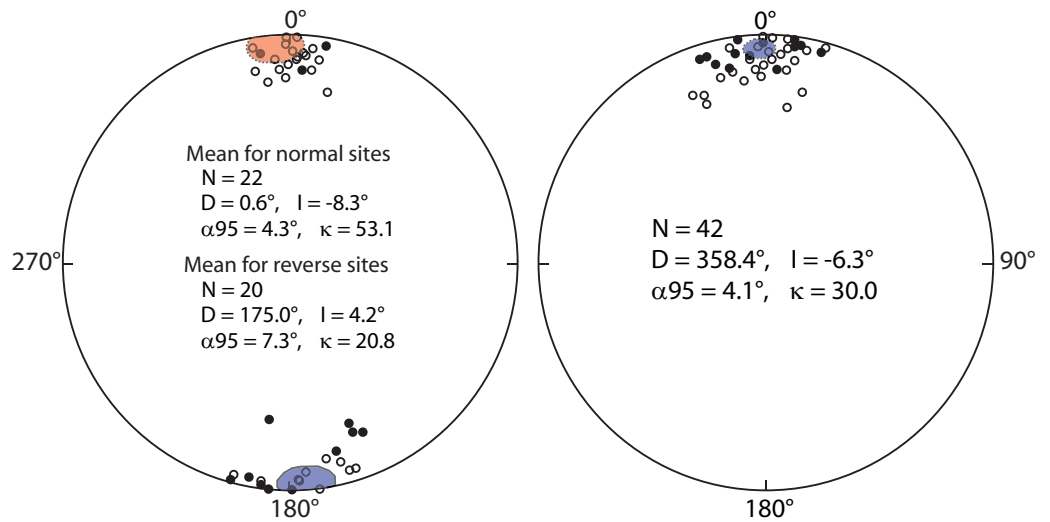 0°
Mean for normal sites
N = 22
D = 0.6°, I = -8.3°
α95 = 4.3°, κ = 53.1
270°
Mean for reverse sites
N = 20
D = 175.0°, I = 4.2°
α95 = 7.3°, κ = 20.8
180°
0°
N = 42
D = 358.4°, I = -6.3°
α95 = 4.1°, κ = 30.0
90°
180°